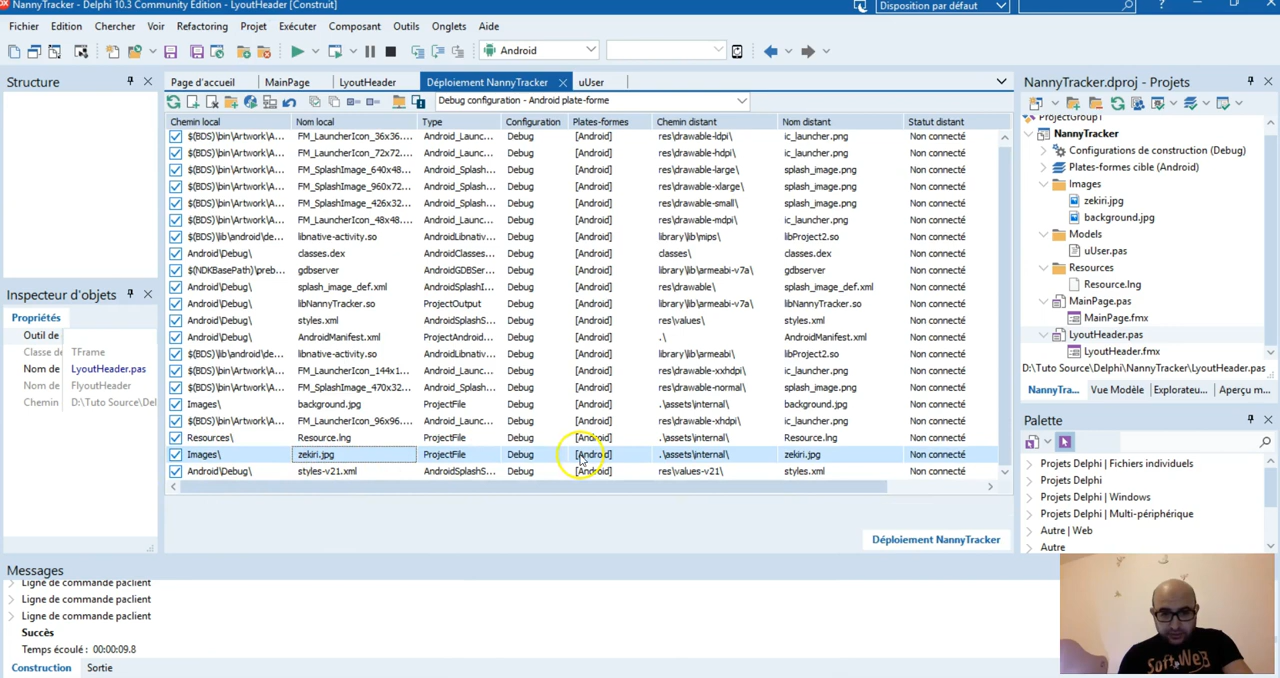 NannyTracker - Delphi 10.3 Community Edition - LyoutHeader [Construit]
Disposition par défaut
Fichier Edition Chercher Voir Refactoring Projet Exécuter Composant Outils Onglets Aide
Android
Structure
Page d'accueil MainPage LyoutHeader Déploiement NannyTracker uUser
Debug configuration - Android plate-forme
Chemin local Nom local Type Configuration Plates-formes Chemin distant Nom distant Statut distant
$(BDS)\bin\Artwork\A... FM_LauncherIcon_36x36.... Android_Launc... Debug [Android] res\drawable-ldpi\ ic_launcher.png Non connecté
$(BDS)\bin\Artwork\A... FM_LauncherIcon_72x72.... Android_Launc... Debug [Android] res\drawable-hdpi\ ic_launcher.png Non connecté
$(BDS)\bin\Artwork\A... FM_SplashImage_640x48... Android_Splash... Debug [Android] res\drawable-large\ splash_image.png Non connecté
$(BDS)\bin\Artwork\A... FM_SplashImage_960x72... Android_Splash... Debug [Android] res\drawable-xlarge\ splash_image.png Non connecté
$(BDS)\bin\Artwork\A... FM_SplashImage_426x32... Android_Splash... Debug [Android] res\drawable-small\ splash_image.png Non connecté
$(BDS)\bin\Artwork\A... FM_LauncherIcon_48x48.... Android_Launc... Debug [Android] res\drawable-mdpi\ ic_launcher.png Non connecté
$(BDS)\lib\android\de... libnative-activity.so AndroidLibnativ... Debug [Android] library\lib\mips\ libProject2.so Non connecté
Android\Debug\ classes.dex AndroidClasses... Debug [Android] classes\ classes.dex Non connecté
$(NDKBasePath)\preb... gdbserver AndroidGDBSer... Debug [Android] library\lib\armeabi-v7a\ gdbserver Non connecté
Android\Debug\ splash_image_def.xml AndroidSplashI... Debug [Android] res\drawable\ splash_image_def.xml Non connecté
Android\Debug\ libNannyTracker.so ProjectOutput Debug [Android] library\lib\armeabi-v7a\ libNannyTracker.so Non connecté
Android\Debug\ styles.xml AndroidSplashS... Debug [Android] res\values\ styles.xml Non connecté
Android\Debug\ AndroidManifest.xml ProjectAndroid... Debug [Android] .\ AndroidManifest.xml Non connecté
$(BDS)\lib\android\de... libnative-activity.so AndroidLibnativ... Debug [Android] library\lib\armeabi\ libProject2.so Non connecté
$(BDS)\bin\Artwork\A... FM_LauncherIcon_144x1... Android_Launc... Debug [Android] res\drawable-xxhdpi\ ic_launcher.png Non connecté
$(BDS)\bin\Artwork\A... FM_SplashImage_470x32... Android_Splash... Debug [Android] res\drawable-normal\ splash_image.png Non connecté
Images\ background.jpg ProjectFile Debug [Android] .\assets\internal\ background.jpg Non connecté
$(BDS)\bin\Artwork\A... FM_LauncherIcon_96x96.... Android_Launc... Debug [Android] res\drawable-xhdpi\ ic_launcher.png Non connecté
Resources\ Resource.lng ProjectFile Debug [Android] .\assets\internal\ Resource.lng Non connecté
Images\ zekiri.jpg ProjectFile Debug [Android] .\assets\internal\ zekiri.jpg Non connecté
Android\Debug\ styles-v21.xml AndroidSplashS... Debug [Android] res\values-v21\ styles.xml Non connecté
Déploiement NannyTracker
Inspecteur d'objets
Propriétés
Outil de
Classe de TFrame
Nom de LyoutHeader.pas
Nom de FlyoutHeader
Chemin D:\Tuto Source\Del
NannyTracker.dproj - Projets
ProjectGroup1
NannyTracker
Configurations de construction (Debug)
Plates-formes cible (Android)
Images
zekiri.jpg
background.jpg
Models
uUser.pas
Resources
Resource.lng
MainPage.pas
MainPage.fmx
LyoutHeader.pas
LyoutHeader.fmx
D:\Tuto Source\NannyTracker\LyoutHeader.pas
NannyTra... Vue Modèle Explorateu... Aperçu m...
Palette
Projets Delphi | Fichiers individuels
Projets Delphi
Projets Delphi | Windows
Projets Delphi | Multi-périphérique
Autre | Web
Autre
Messages
Ligne de commande paclient
Ligne de commande paclient
Ligne de commande paclient
Succès
Temps écoulé : 00:00:09.8
Construction Sortie
SoftWeB